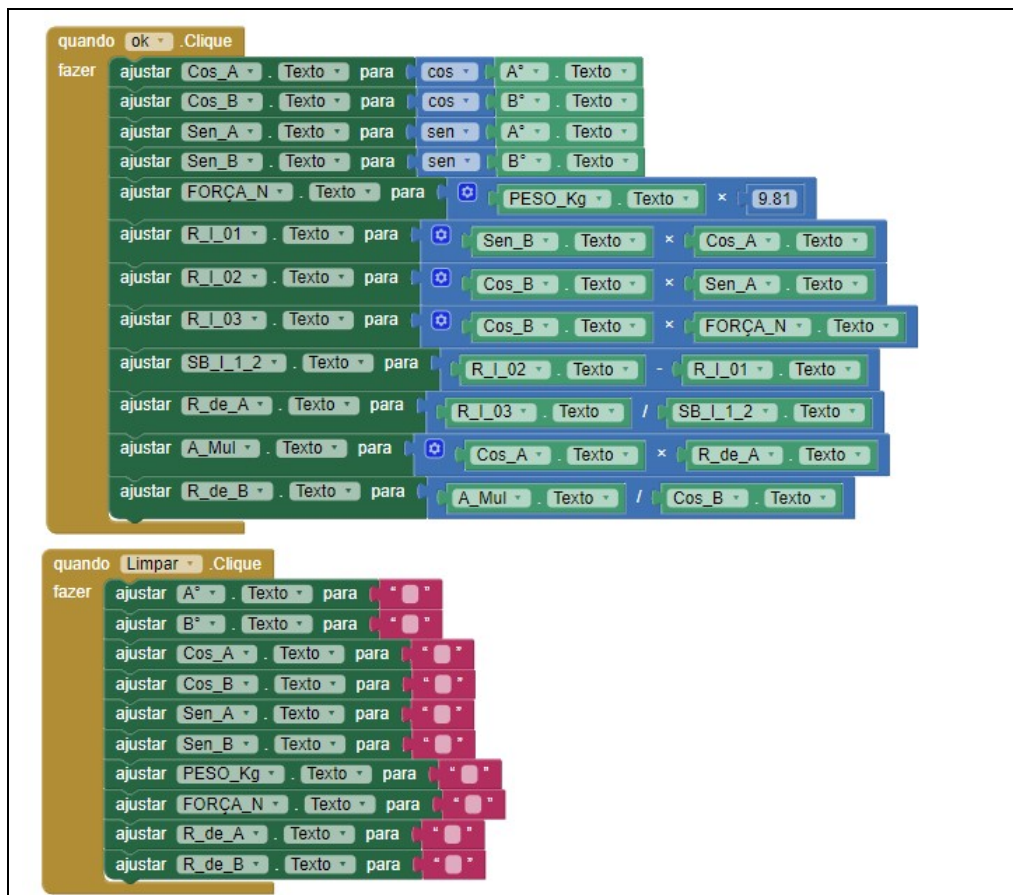 quando ok .Clique
fazer ajustar Cos_A . Texto para cos A° . Texto
ajustar Cos_B . Texto para cos B° . Texto
ajustar Sen_A . Texto para sen A° . Texto
ajustar Sen_B . Texto para sen B° . Texto
ajustar FORÇA_N . Texto para PESO_Kg . Texto × 9.81
ajustar R_I_01 . Texto para Sen_B . Texto × Cos_A . Texto
ajustar R_I_02 . Texto para Cos_B . Texto × Sen_A . Texto
ajustar R_I_03 . Texto para Cos_B . Texto × FORÇA_N . Texto
ajustar SB_I_1_2 . Texto para R_I_02 . Texto - R_I_01 . Texto
ajustar R_de_A . Texto para R_I_03 . Texto / SB_I_1_2 . Texto
ajustar A_Mul . Texto para Cos_A . Texto × R_de_A . Texto
ajustar R_de_B . Texto para A_Mul . Texto / Cos_B . Texto
quando Limpar .Clique
fazer ajustar A° . Texto para “ ”
ajustar B° . Texto para “ ”
ajustar Cos_A . Texto para “ ”
ajustar Cos_B . Texto para “ ”
ajustar Sen_A . Texto para “ ”
ajustar Sen_B . Texto para “ ”
ajustar PESO_Kg . Texto para “ ”
ajustar FORÇA_N . Texto para “ ”
ajustar R_de_A . Texto para “ ”
ajustar R_de_B . Texto para “ ”